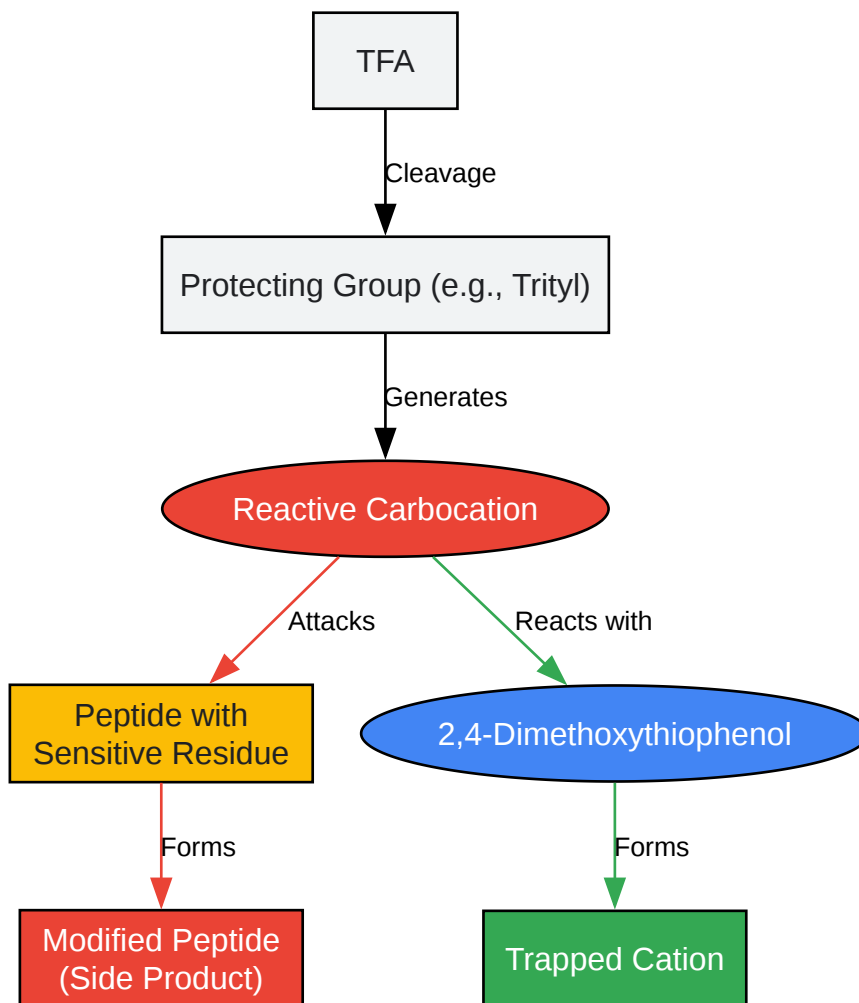 TFA
Cleavage
Protecting Group (e.g., Trityl)
Generates
Reactive Carbocation
Attacks
Reacts with
Peptide with
Sensitive Residue
2,4-Dimethoxythiophenol
Forms
Forms
Modified Peptide
(Side Product)
Trapped Cation